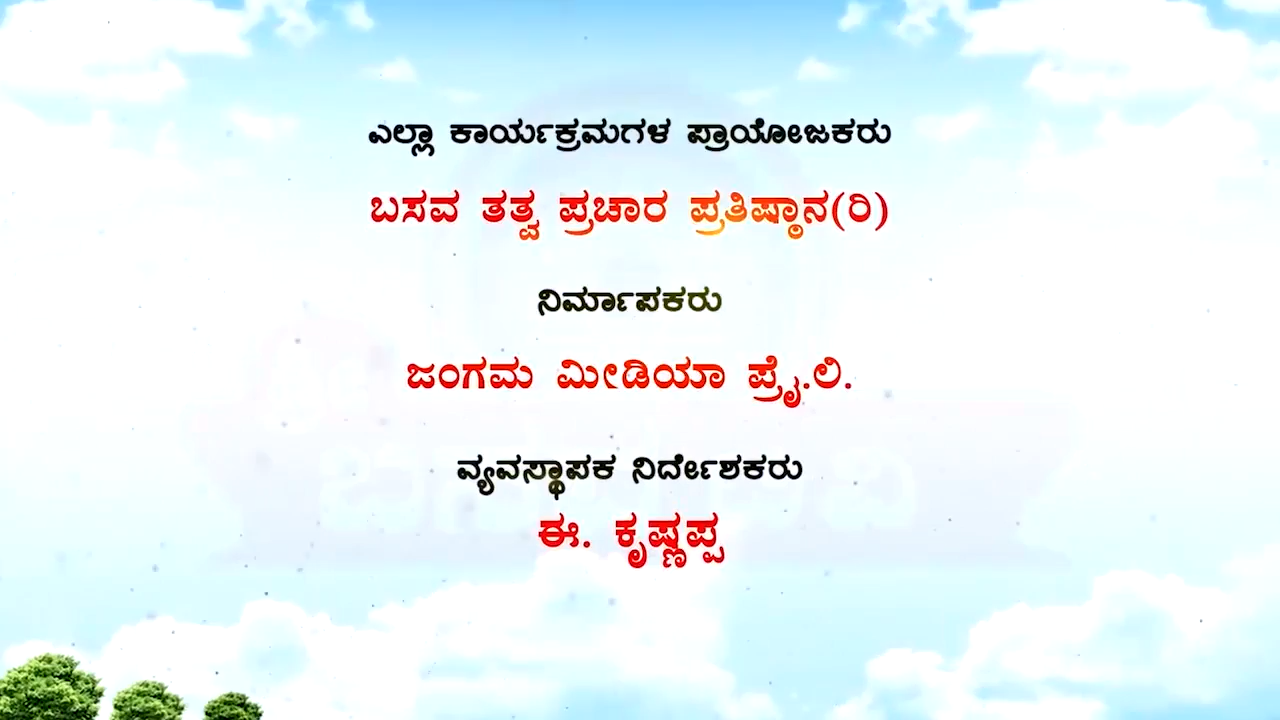 ಎಲ್ಲಾ ಕಾರ್ಯಕ್ರಮಗಳ ಪ್ರಾಯೋಜಕರು
ಬಸವ ತತ್ವ ಪ್ರಚಾರ ಪ್ರತಿಷ್ಠಾನ(ರಿ)
ನಿರ್ಮಾಪಕರು
ಜಂಗಮ ಮೀಡಿಯಾ ಪ್ರೈ.ಲಿ.
ವ್ಯವಸ್ಥಾಪಕ ನಿರ್ದೇಶಕರು
ಈ. ಕೃಷ್ಣಪ್ಪ